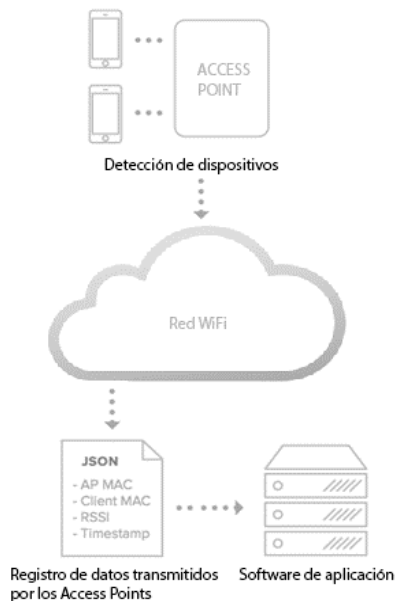 ACCESS
POINT
Detección de dispositivos
Red WiFi
JSON
- AP MAC
- Client MAC
- RSSI
- Timestamp
Registro de datos transmitidos
por los Access Points
Software de aplicación